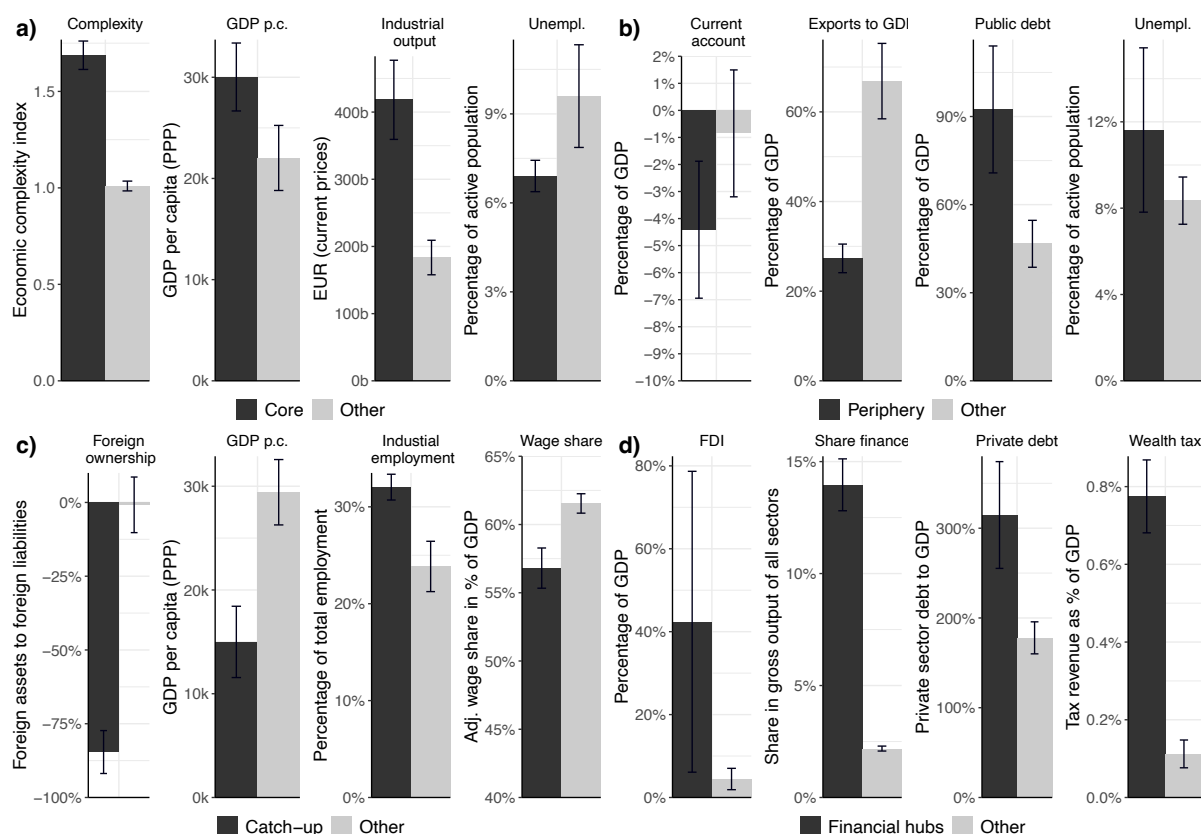 a)
Complexity
Economic complexity index
1.5
1.0
0.5
0.0
GDP p.c.
GDP per capita (PPP)
30k
20k
10k
0k
Industrial
output
EUR (current prices)
400b
300b
200b
100b
0b
Unempl.
Percentage of active population
9%
6%
3%
0%
Core
Other
b)
Current
account
Percentage of GDP
2%
1%
0%
−1%
−2%
−3%
−4%
−5%
−6%
−7%
−8%
−9%
−10%
Exports to GD
Percentage of GDP
60%
40%
20%
0%
Public debt
Percentage of GDP
90%
60%
30%
0%
Unempl.
Percentage of active population
12%
8%
4%
0%
Periphery
Other
c)
Foreign
ownership
Foreign assets to foreign liabilities
0%
−25%
−50%
−75%
−100%
GDP p.c.
GDP per capita (PPP)
30k
20k
10k
0k
Industial
employment
Percentage of total employment
30%
20%
10%
0%
Wage share
Adj. wage share in % of GDP
65%
60%
55%
50%
45%
40%
Catch−up
Other
d)
FDI
Percentage of GDP
80%
60%
40%
20%
0%
Share finance
Share in gross output of all sectors
15%
10%
5%
0%
Private debt
Private sector debt to GDP
300%
200%
100%
0%
Wealth tax
Tax revenue as % of GDP
0.8%
0.6%
0.4%
0.2%
0.0%
Financial hubs
Other